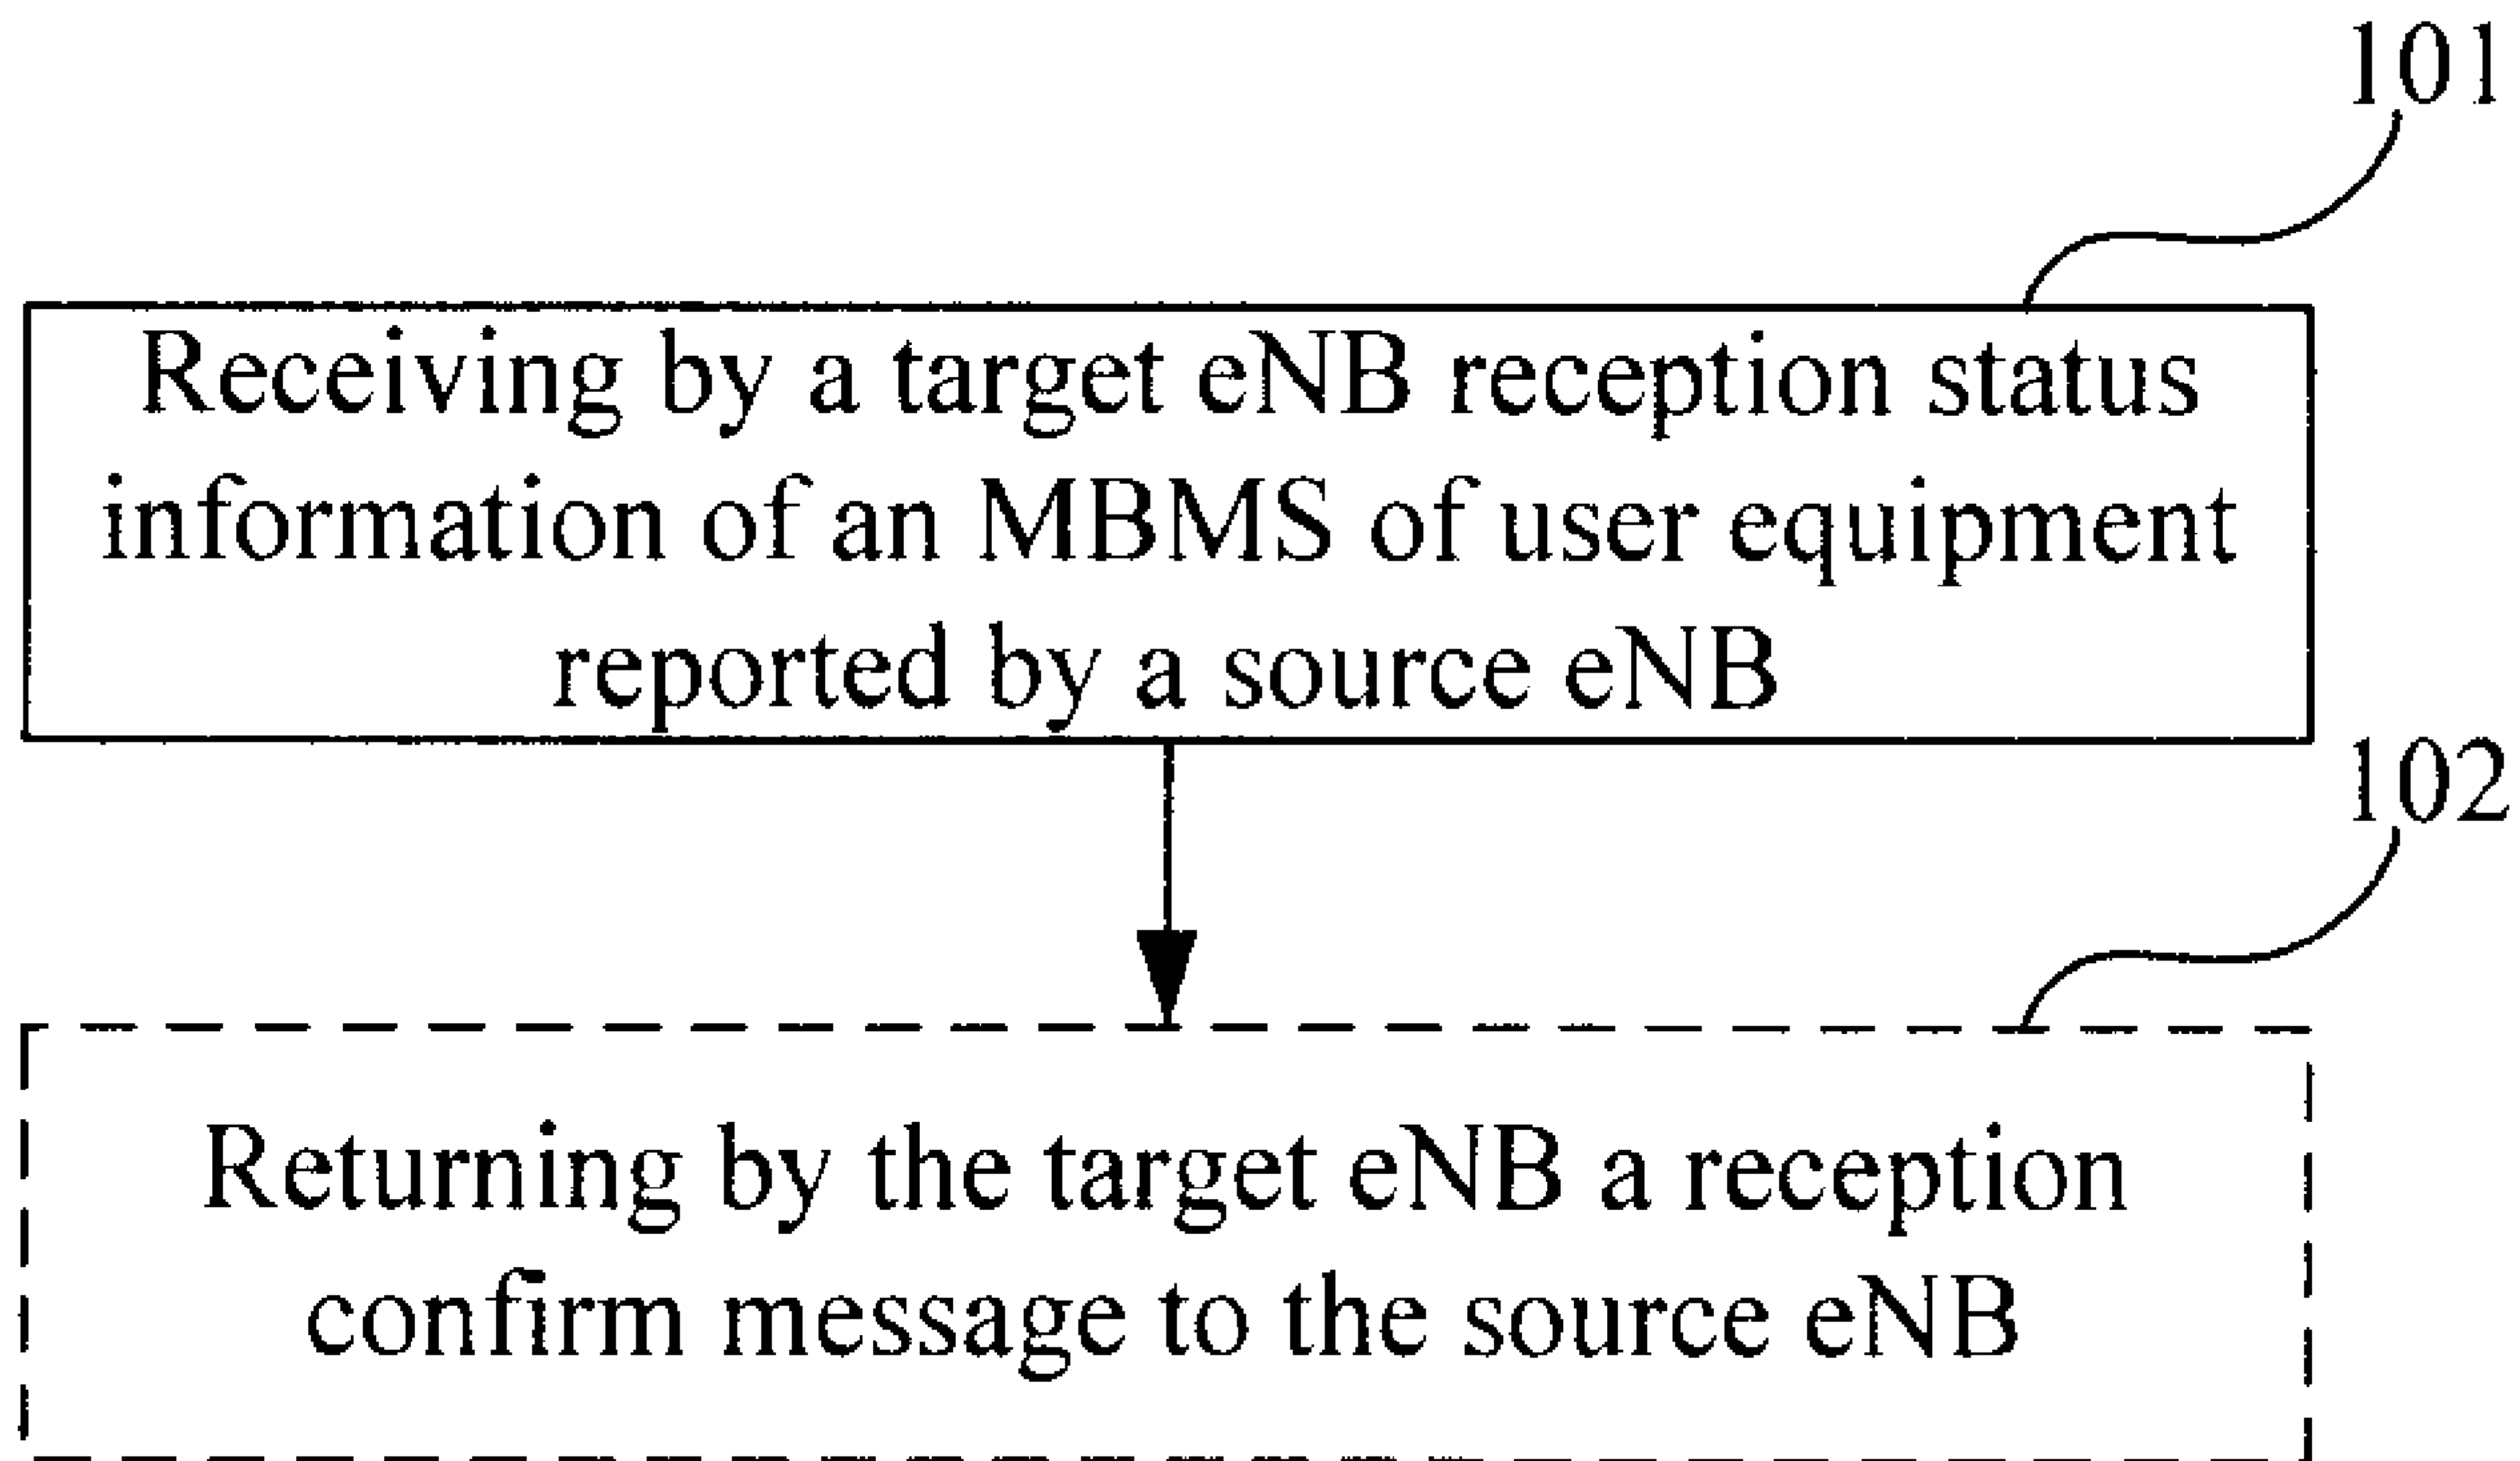 101
Receiving by a target eNB reception status
information of an MBMS of user equipment
reported by a source eNB
102
Returning by the target eNB a reception
confirm message to the source eNB